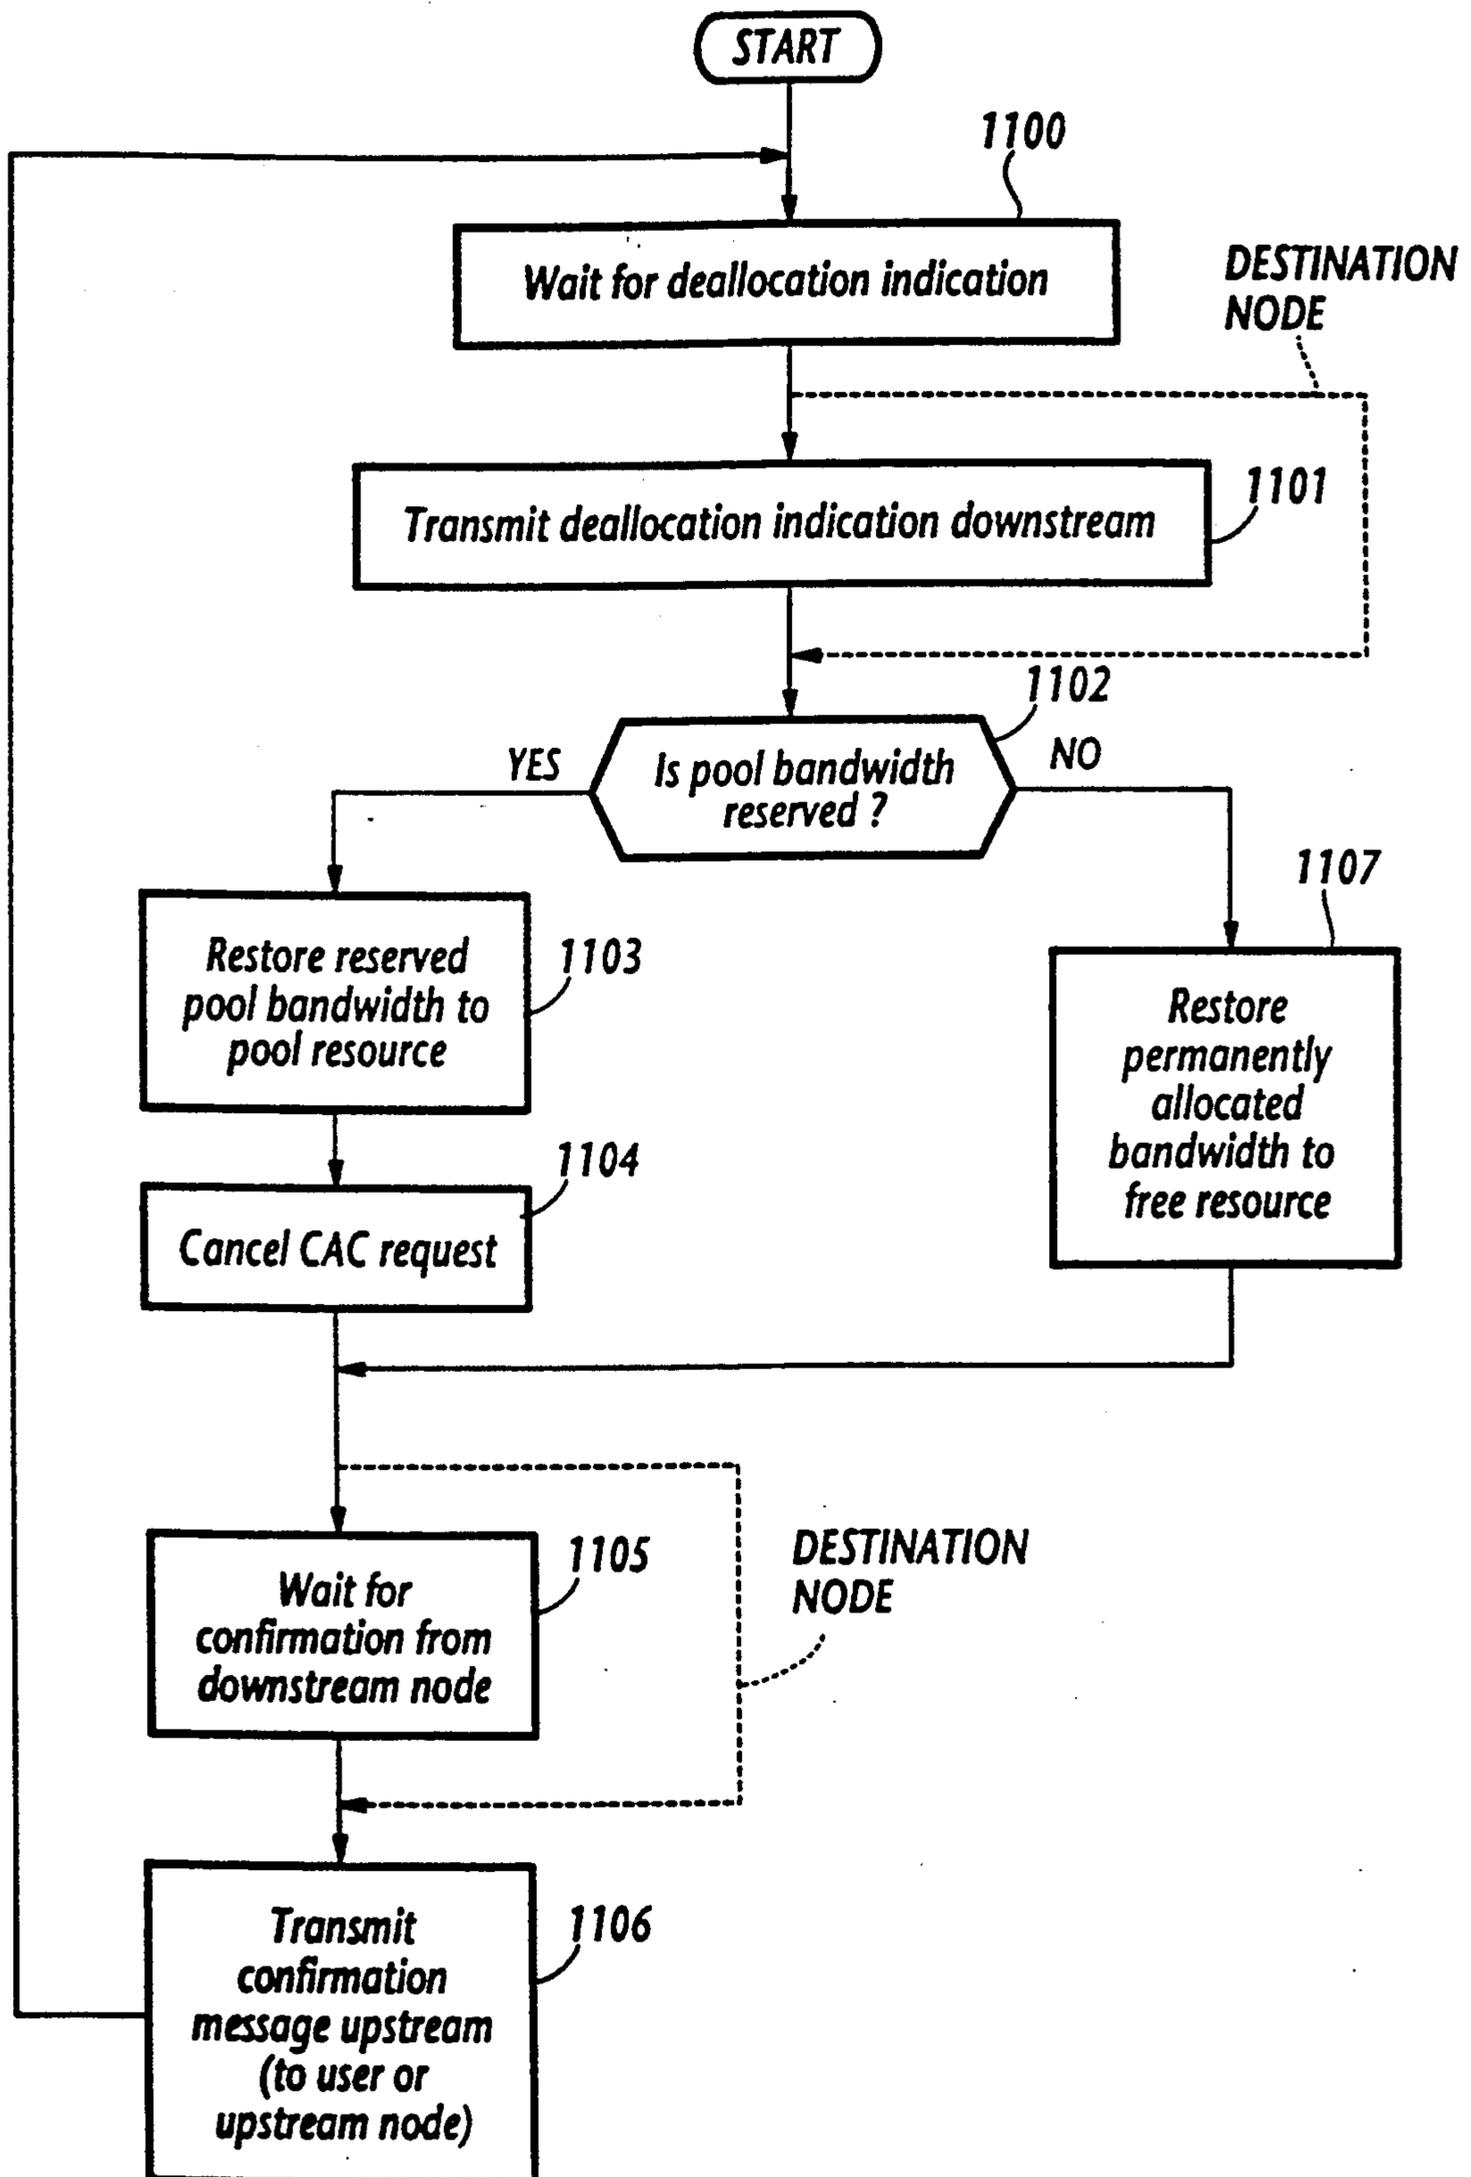 START
1100
Wait for deallocation indication
DESTINATION
NODE
1101
Transmit deallocation indication downstream
1102
YES
NO
Is pool bandwidth
reserved ?
1107
1103
Restore reserved
pool bandwidth to
pool resource
Restore
permanently
allocated
bandwidth to
free resource
1104
Cancel CAC request
1105
DESTINATION
NODE
Wait for
confirmation from
downstream node
1106
Transmit
confirmation
message upstream
(to user or
upstream node)